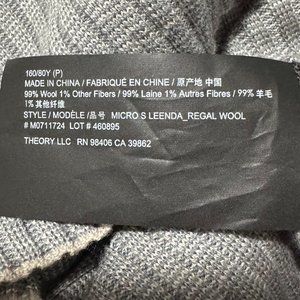 160/80Y (P)
MADE IN CHINA / FABRIQUÉ EN CHINE / 原产地 中国
99% Wool 1% Other Fibers / 99% Laine 1% Autres Fibres / 99% 羊毛
1% 其他纤维
STYLE / MODÈLE /品号 MICRO S LEENDA_REGAL WOOL
# M0711724 LOT # 460895
THEORY LLC RN 98406 CA 39862